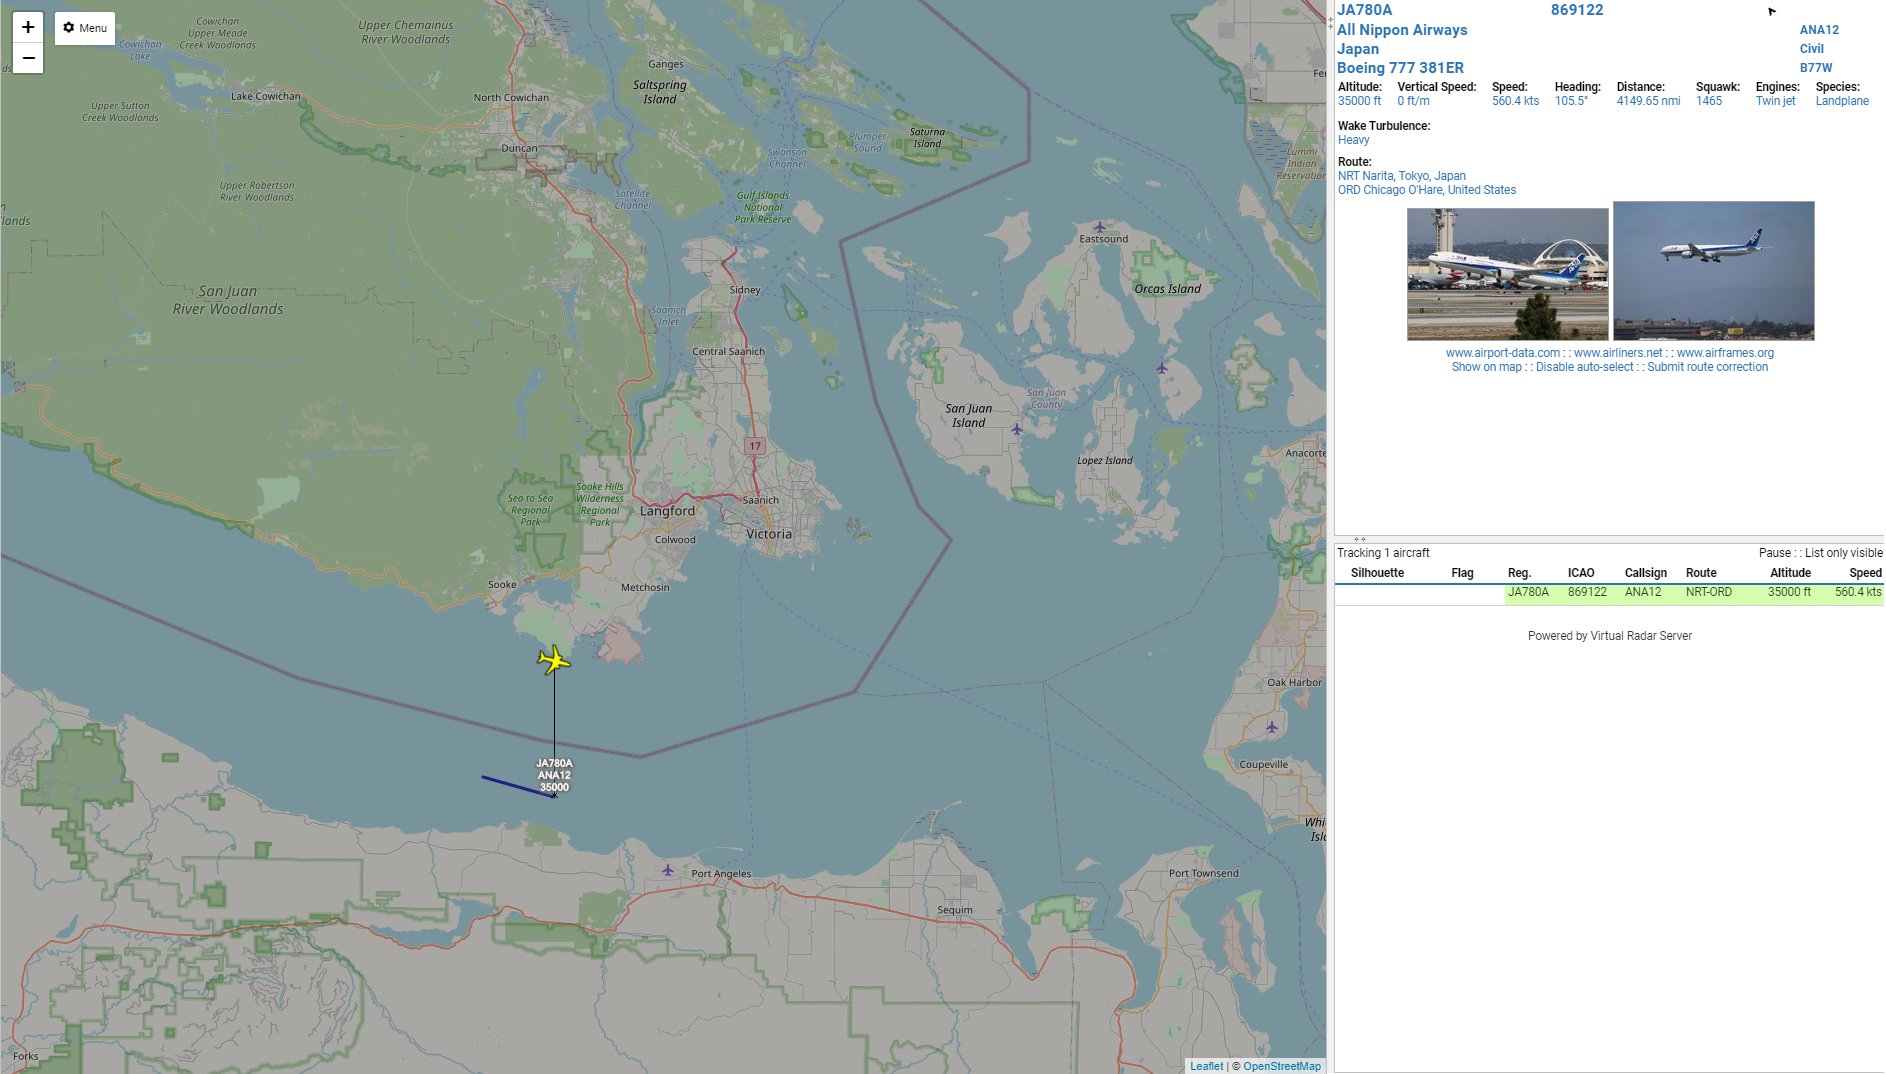 +
−
Menu
Cowichan
Lake
Cowichan
Upper Meade
Creek Woodlands
Upper Chemainus
River Woodlands
Ganges
Saltspring
Island
Lake Cowichan
North Cowichan
Upper Sutton
Creek Woodlands
Plumper
Sound
Saturna
Island
Duncan
Swanson
Channel
Lummi
Indian
Reservation
Upper Robertson
River Woodlands
Satellite
Channel
Gulf Islands
National
Park Reserve
Eastsound
San Juan
River Woodlands
Sidney
Orcas Island
Saanich
Inlet
Central Saanich
San Juan
Island
San Juan
County
17
Lopez Island
Anacorte
Sea to Sea
Regional
Park
Sooke Hills
Wilderness
Regional
Park
Saanich
Langford
Victoria
Colwood
Sooke
Metchosin
Oak Harbor
JA780A
ANA12
35000
Coupeville
Whi
Isla
Port Angeles
Port Townsend
Sequim
Forks
Leaflet | © OpenStreetMap
JA780A 869122
All Nippon Airways ANA12
Japan Civil
Boeing 777 381ER B77W
Altitude: Vertical Speed: Speed: Heading: Distance: Squawk: Engines: Species:
35000 ft 0 ft/m 560.4 kts 105.5° 4149.65 nmi 1465 Twin jet Landplane
Wake Turbulence:
Heavy
Route:
NRT Narita, Tokyo, Japan
ORD Chicago O'Hare, United States
www.airport-data.com : : www.airliners.net : : www.airframes.org
Show on map : : Disable auto-select : : Submit route correction
Tracking 1 aircraft Pause : : List only visible
Silhouette Flag Reg. ICAO Callsign Route Altitude Speed
JA780A 869122 ANA12 NRT-ORD 35000 ft 560.4 kts
Powered by Virtual Radar Server